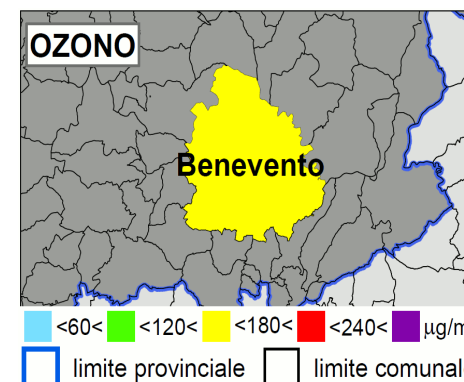 OZONO
Benevento
<60< <120< <180< <240< µg/m
limite provinciale limite comunal